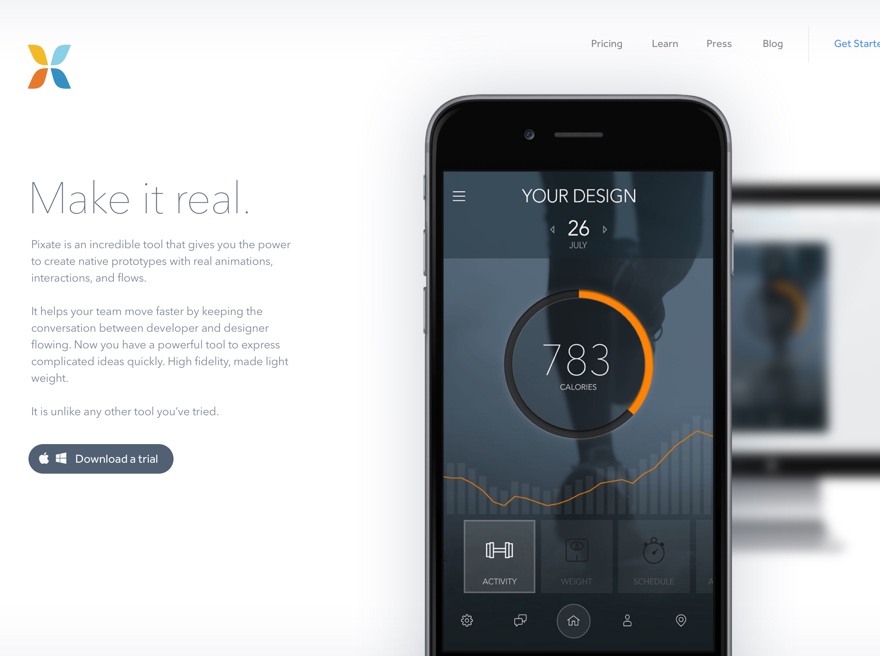 Pricing Learn Press Blog Get Starte
Make it real.
Pixate is an incredible tool that gives you the power
to create native prototypes with real animations,
interactions, and flows.
It helps your team move faster by keeping the
conversation between developer and designer
flowing. Now you have a powerful tool to express
complicated ideas quickly. High fidelity, made light
weight.
It is unlike any other tool you've tried.
Download a trial
YOUR DESIGN
26
JULY
783
CALORIES
ACTIVITY WEIGHT SCHEDULE A